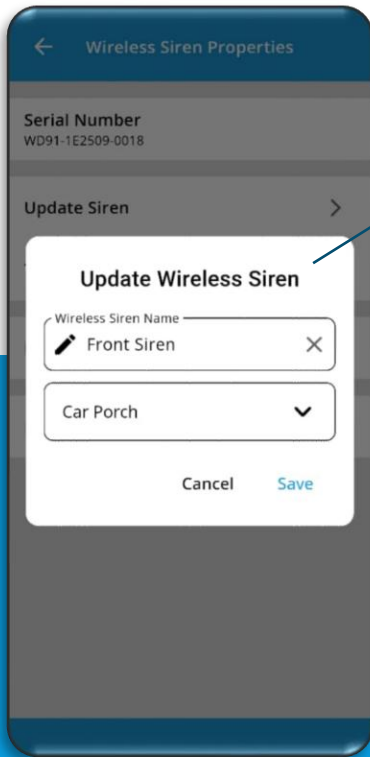 Wireless Siren Properties
Serial Number
WD91-1E2509-0018
Update Siren
Update Wireless Siren
Wireless Siren Name
Front Siren
Car Porch
Cancel Save